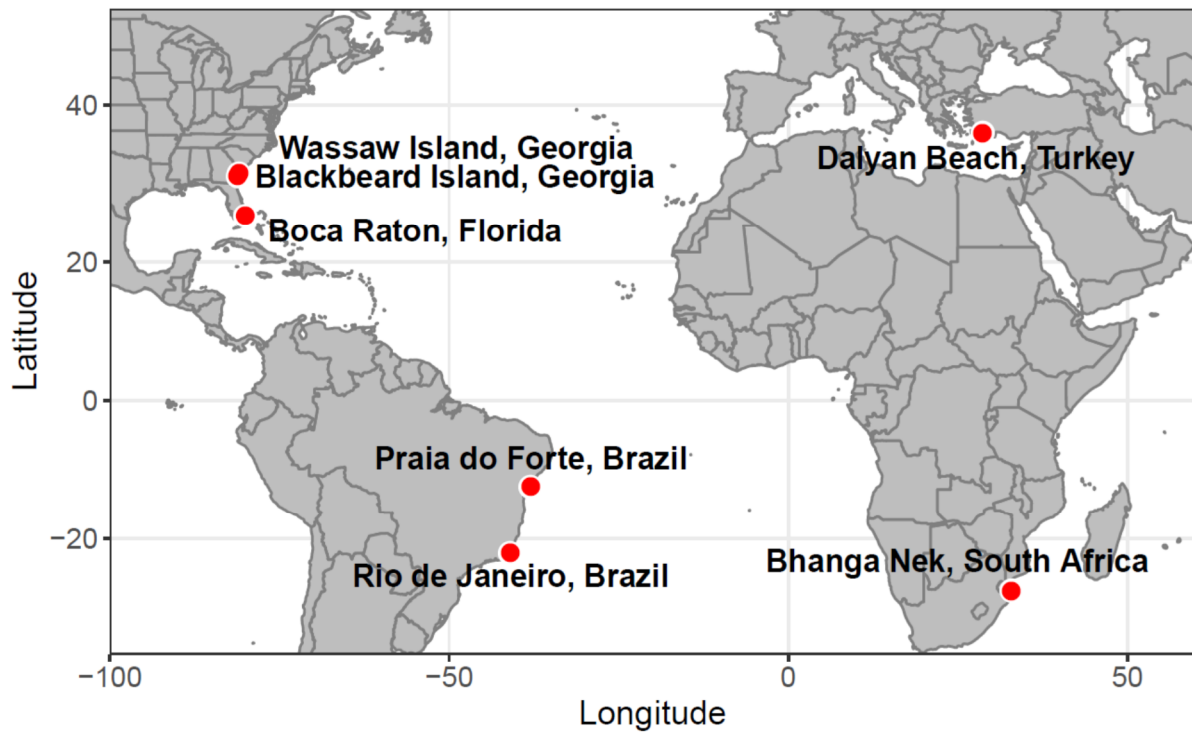 40
Wassaw Island, Georgia
Dalyan Beach, Turkey
Blackbeard Island, Georgia
Boca Raton, Florida
20
Latitude
0
Praia do Forte, Brazil
−20
Bhanga Nek, South Africa
Rio de Janeiro, Brazil
−100
−50
0
50
Longitude